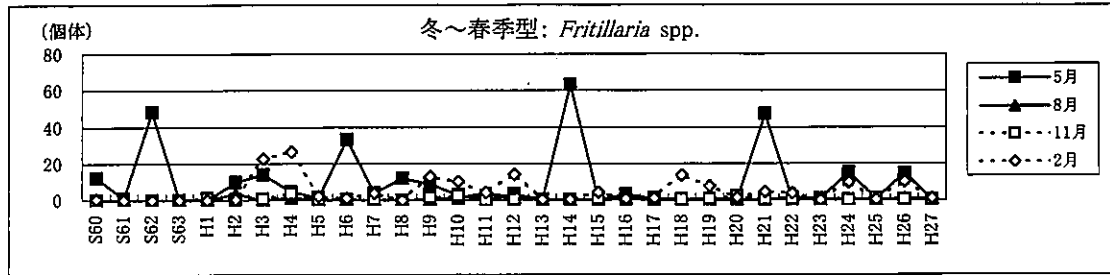 冬～春季型: Fritillaria spp.
(個体)
80
60
40
20
0
S60 S61 S62 S63 H1 H2 H3 H4 H5 H6 H7 H8 H9 H10 H11 H12 H13 H14 H15 H16 H17 H18 H19 H20 H21 H22 H23 H24 H25 H26 H27
5月
8月
11月
2月